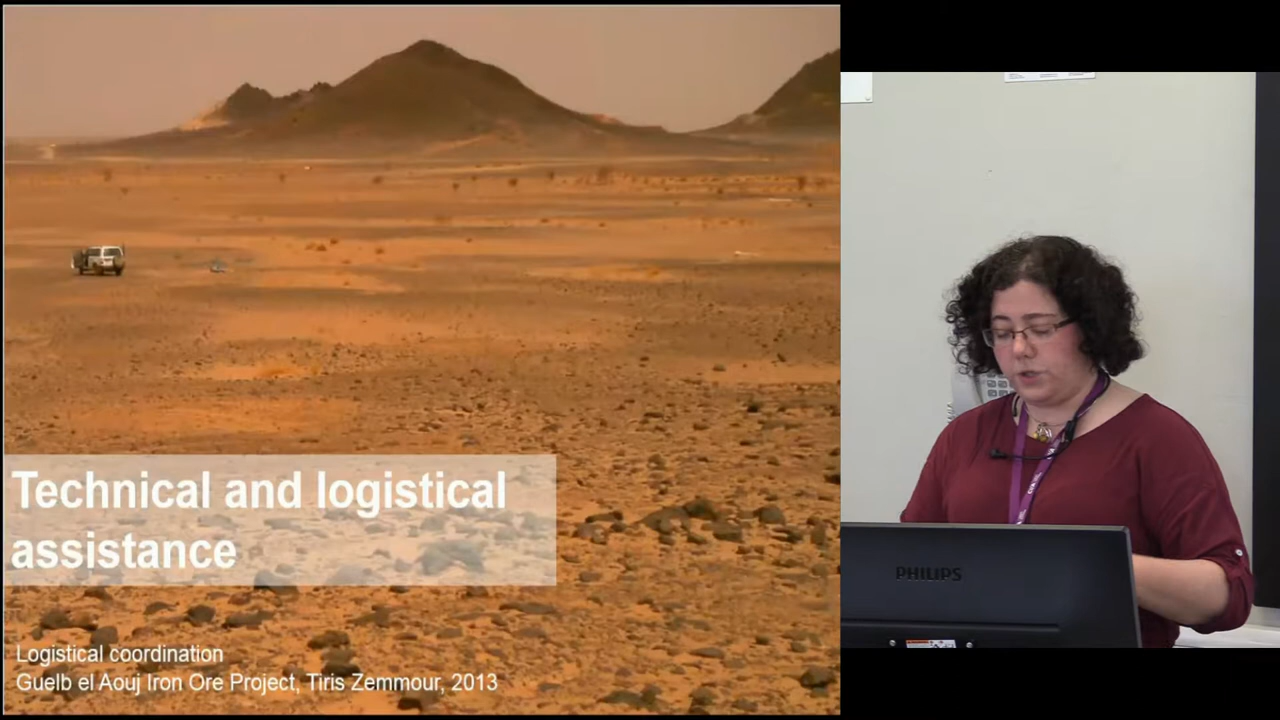 Technical and logistical
assistance
Logistical coordination
Guelb el Aouj Iron Ore Project, Tiris Zemmour, 2013
PHILIPS